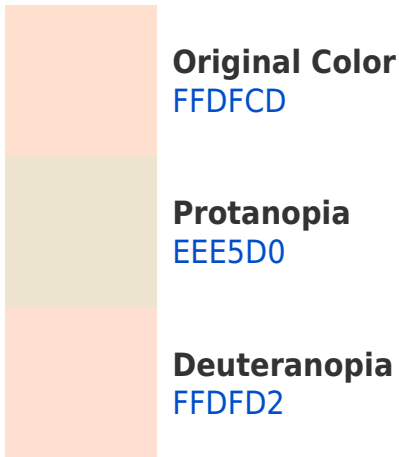 Original Color
FFDFCD
Protanopia
EEE5D0
Deuteranopia
FFDFD2